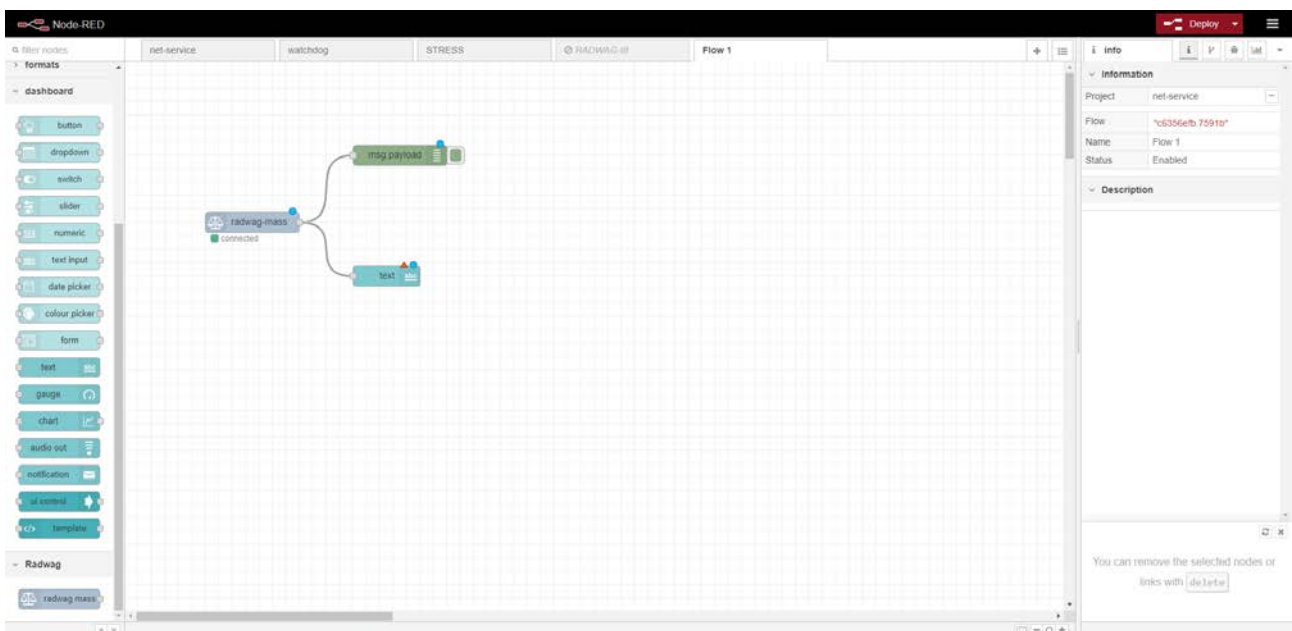 Node-RED
Deploy
filter nodes
net-service
watchdog
STRESS
RADWAG-III
Flow 1
info
formats
dashboard
button
dropdown
switch
slider
numeric
text input
date picker
colour picker
form
text
abc
gauge
chart
audio out
notification
ui control
template
Radwag
radwag mass
msg.payload
radwag-mass
connected
text
abc
Information
Project
net-service
Flow
"c6356efb.7591b"
Name
Flow 1
Status
Enabled
Description
You can remove the selected nodes or
links with delete